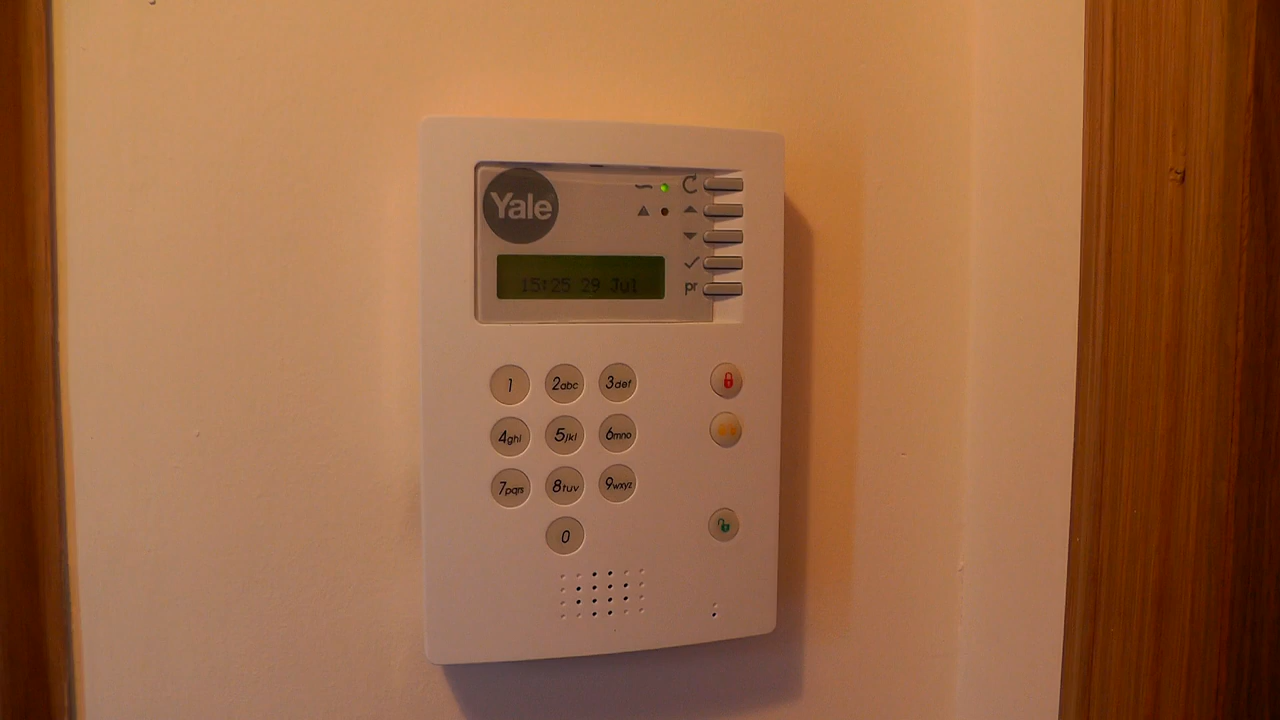 Yale
15:25 29 Jul
pr
1 2abc 3def
4ghi 5jkl 6mno
7pqrs 8tuv 9wxyz
0